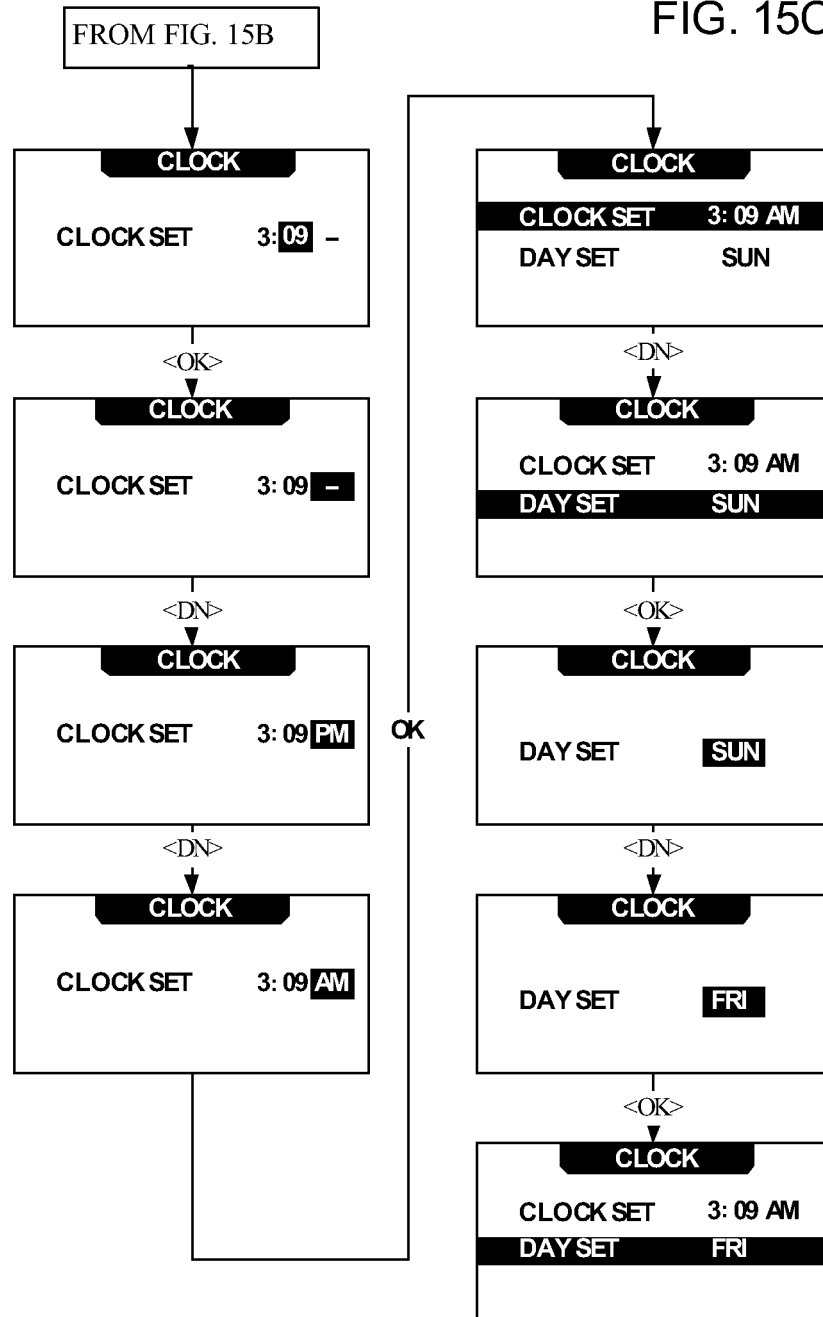 FIG. 15C
FROM FIG. 15B
CLOCK
CLOCK SET 3: 09 –
<OK>
CLOCK
CLOCK SET 3: 09 –
<DN>
CLOCK
CLOCK SET 3: 09 PM
<DN>
CLOCK
CLOCK SET 3: 09 AM
OK
CLOCK
CLOCK SET 3: 09 AM
DAY SET SUN
<DN>
CLOCK
CLOCK SET 3: 09 AM
DAY SET SUN
<OK>
CLOCK
DAY SET SUN
<DN>
CLOCK
DAY SET FRI
<OK>
CLOCK
CLOCK SET 3: 09 AM
DAY SET FRI